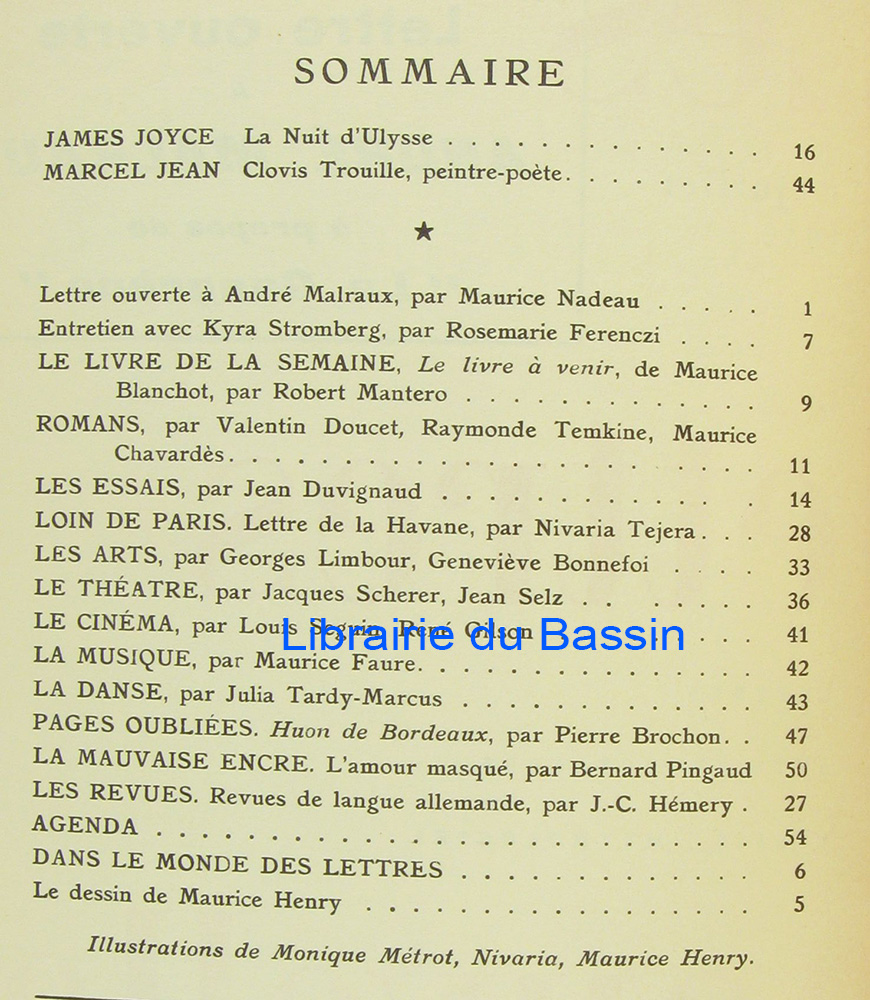 SOMMAIRE
JAMES JOYCE La Nuit d'Ulysse . . . . . . . . . . . . . . 16
MARCEL JEAN Clovis Trouille, peintre-poète. . . . . . . . . 44
★
Lettre ouverte à André Malraux, par Maurice Nadeau . . . . . 1
Entretien avec Kyra Stromberg, par Rosemarie Ferenczi . . . . 7
LE LIVRE DE LA SEMAINE, Le livre à venir, de Maurice
Blanchot, par Robert Mantero . . . . . . . . . . . . . 9
ROMANS, par Valentin Doucet, Raymonde Temkine, Maurice
Chavardès. . . . . . . . . . . . . . . . . . . 11
LES ESSAIS, par Jean Duvignaud . . . . . . . . . . . 14
LOIN DE PARIS. Lettre de la Havane, par Nivaria Tejera. . . 28
LES ARTS, par Georges Limbour, Geneviève Bonnefoi . . . . 33
LE THÉATRE, par Jacques Scherer, Jean Selz . . . . . . . 36
LE CINÉMA, par Louis Seguin, René Gilson . . . 41
Librairie du Bassin
LA MUSIQUE, par Maurice Faure. . . . . . . . . . . . . 42
LA DANSE, par Julia Tardy-Marcus . . . . . . . . . . . 43
PAGES OUBLIÉES. Huon de Bordeaux, par Pierre Brochon. . 47
LA MAUVAISE ENCRE. L'amour masqué, par Bernard Pingaud 50
LES REVUES. Revues de langue allemande, par J.-C. Hémery . 27
AGENDA . . . . . . . . . . . . . . . . . . . . . 54
DANS LE MONDE DES LETTRES . . . . . . . . . . . 6
Le dessin de Maurice Henry . . . . . . . . . . . . . . 5
Illustrations de Monique Métrot, Nivaria, Maurice Henry.